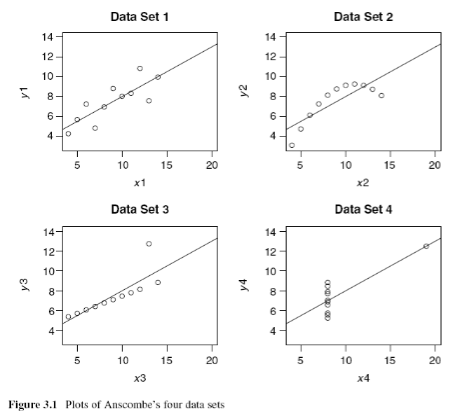 Data Set 1
14
12
10
8
6
4
y1
5 10 15 20
x1
Data Set 2
14
12
10
8
6
4
y2
5 10 15 20
x2
Data Set 3
14
12
10
8
6
4
y3
5 10 15 20
x3
Data Set 4
14
12
10
8
6
4
y4
5 10 15 20
x4
Figure 3.1 Plots of Anscombe's four data sets